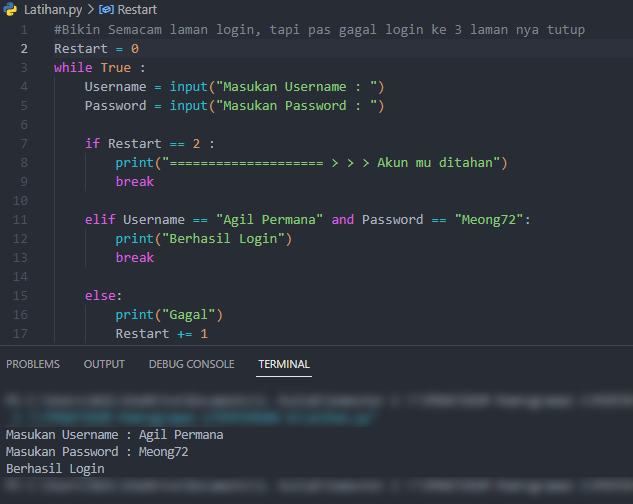 Latihan.py > Restart
1 #Bikin Semacam laman login, tapi pas gagal login ke 3 laman nya tutup
2 Restart = 0
3 while True :
4 Username = input("Masukan Username : ")
5 Password = input("Masukan Password : ")
6
7 if Restart == 2 :
8 print("==================== > > > Akun mu ditahan")
9 break
10
11 elif Username == "Agil Permana" and Password == "Meong72":
12 print("Berhasil Login")
13 break
14
15 else:
16 print("Gagal")
17 Restart += 1
PROBLEMS OUTPUT DEBUG CONSOLE TERMINAL
Masukan Username : Agil Permana
Masukan Password : Meong72
Berhasil Login